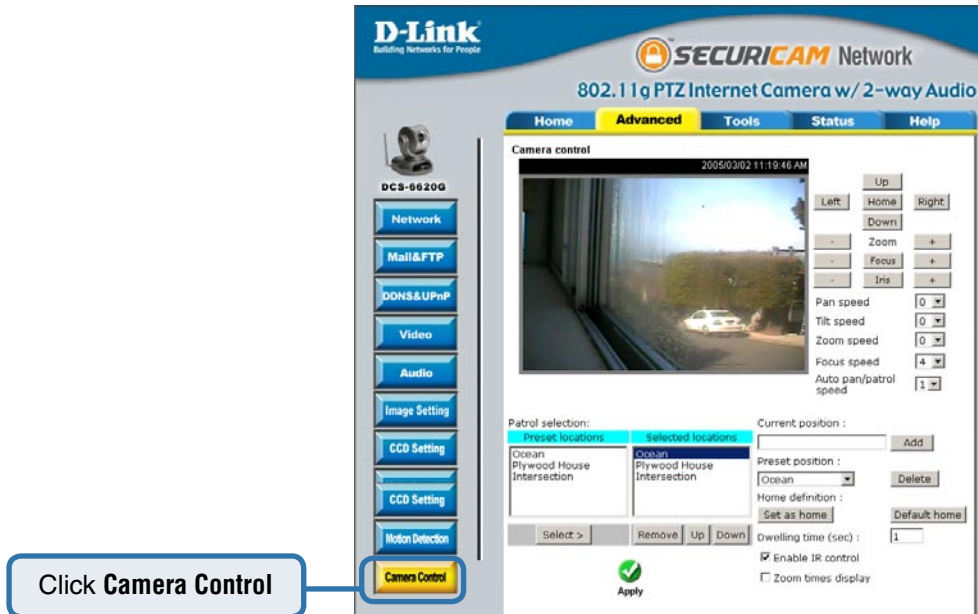 D-Link
Building Networks for People
SECURICAM Network
802.11g PTZ Internet Camera w/ 2-way Audio
Home
Advanced
Tools
Status
Help
DCS-6620G
Network
Mail&FTP
DDNS&UPnP
Video
Audio
Image Setting
CCD Setting
CCD Setting
Motion Detection
Camera Control
Click Camera Control
Camera control
2005/03/02 11:19:46 AM
Up
Left Home Right
Down
- Zoom +
- Focus +
- Iris +
Pan speed 0
Tilt speed 0
Zoom speed 0
Focus speed 4
Auto pan/patrol speed 1
Patrol selection:
Preset locations
Ocean
Plywood House
Intersection
Select >
Selected locations
Ocean
Plywood House
Intersection
Remove Up Down
Apply
Current position :
Add
Preset position :
Ocean Delete
Home definition :
Set as home Default home
Dwelling time (sec) : 1
Enable IR control
Zoom times display